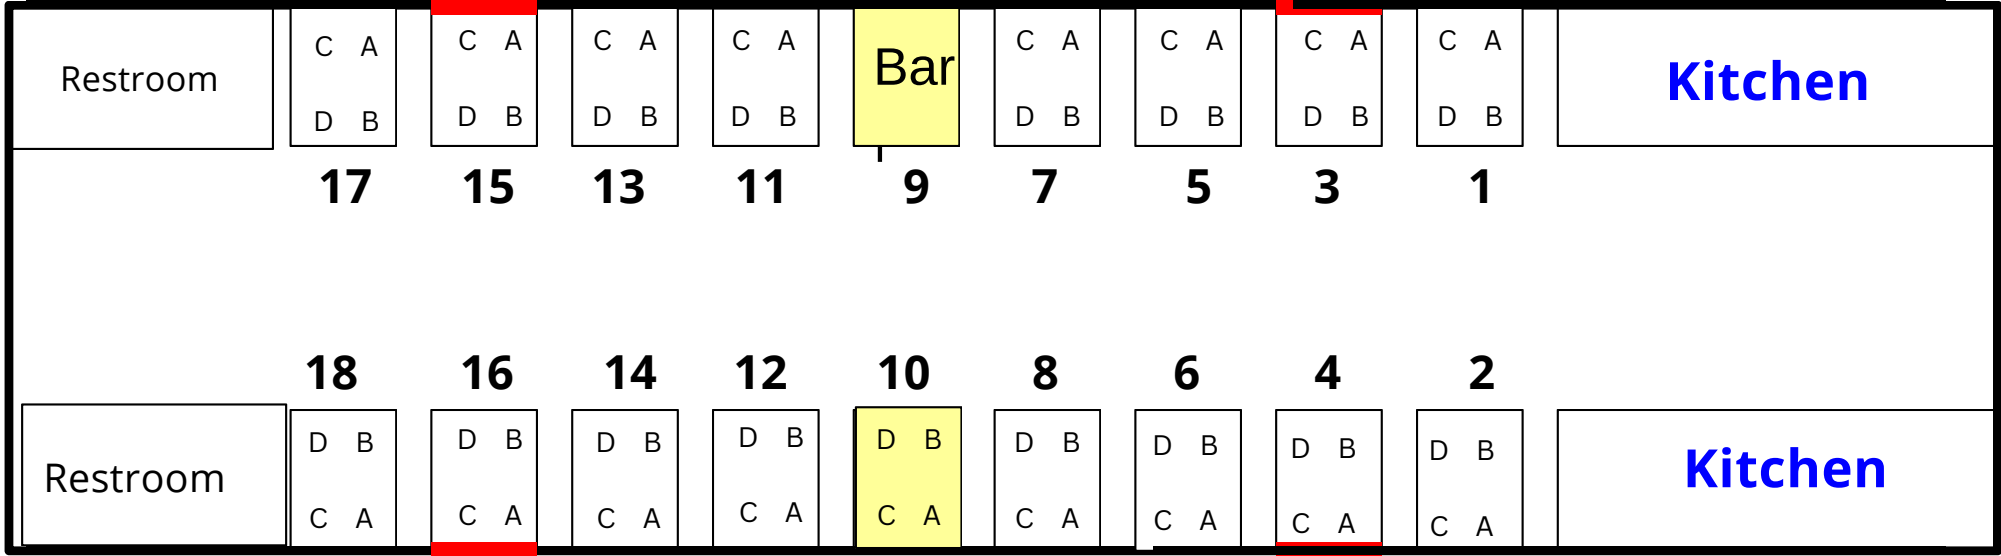 C A C A C A C A Bar C A C A C A C A
Restroom Kitchen
D B D B D B D B D B D B D B D B
17 15 13 11 9 7 5 3 1
18 16 14 12 10 8 6 4 2
D B D B D B D B D B D B D B D B D B
Restroom Kitchen
C A C A C A C A C A C A C A C A C A